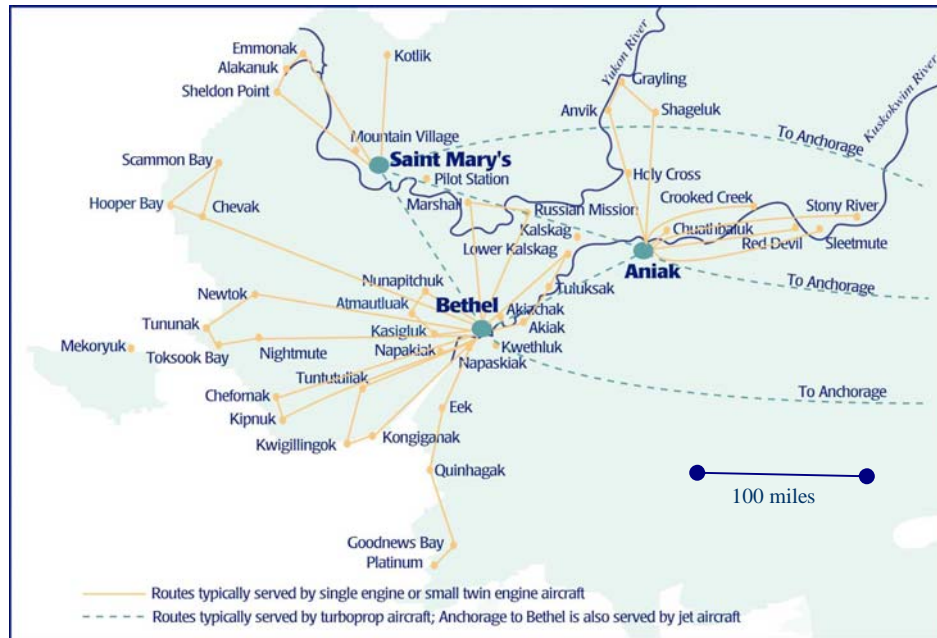 Emmonak
Kotlik
Alakanuk
Sheldon Point
Yukon River
Grayling
Anvik
Shageluk
Kuskokwim River
To Anchorage
Mountain Village
Scammon Bay
Saint Mary's
Pilot Station
Holy Cross
Hooper Bay
Chevak
Marshall
Russian Mission
Crooked Creek
Stony River
Kalskag
Chuathbaluk
Lower Kalskag
Red Devil
Sleetmute
Aniak
Nunapitchuk
Tuluksak
To Anchorage
Newtok
Atmautluak
Bethel
Akiachak
Tununak
Kasigluk
Akiak
Mekoryuk
Toksook Bay
Nightmute
Napakiak
Kwethluk
Napaskiak
Tuntutuliak
Chefornak
To Anchorage
Kipnuk
Eek
Kwigillingok
Kongiganak
Quinhagak
100 miles
Goodnews Bay
Platinum
Routes typically served by single engine or small twin engine aircraft
Routes typically served by turboprop aircraft; Anchorage to Bethel is also served by jet aircraft